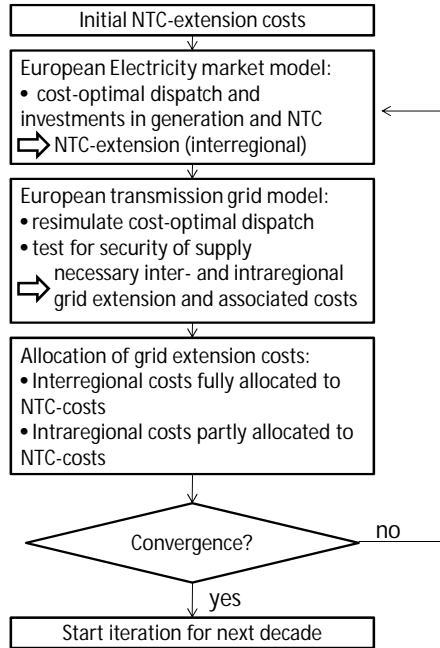 Initial NTC-extension costs
European Electricity market model:
• cost-optimal dispatch and
investments in generation and NTC
NTC-extension (interregional)
European transmission grid model:
• resimulate cost-optimal dispatch
• test for security of supply
necessary inter- and intraregional
grid extension and associated costs
Allocation of grid extension costs:
• Interregional costs fully allocated to
NTC-costs
• Intraregional costs partly allocated to
NTC-costs
Convergence?
no
yes
Start iteration for next decade